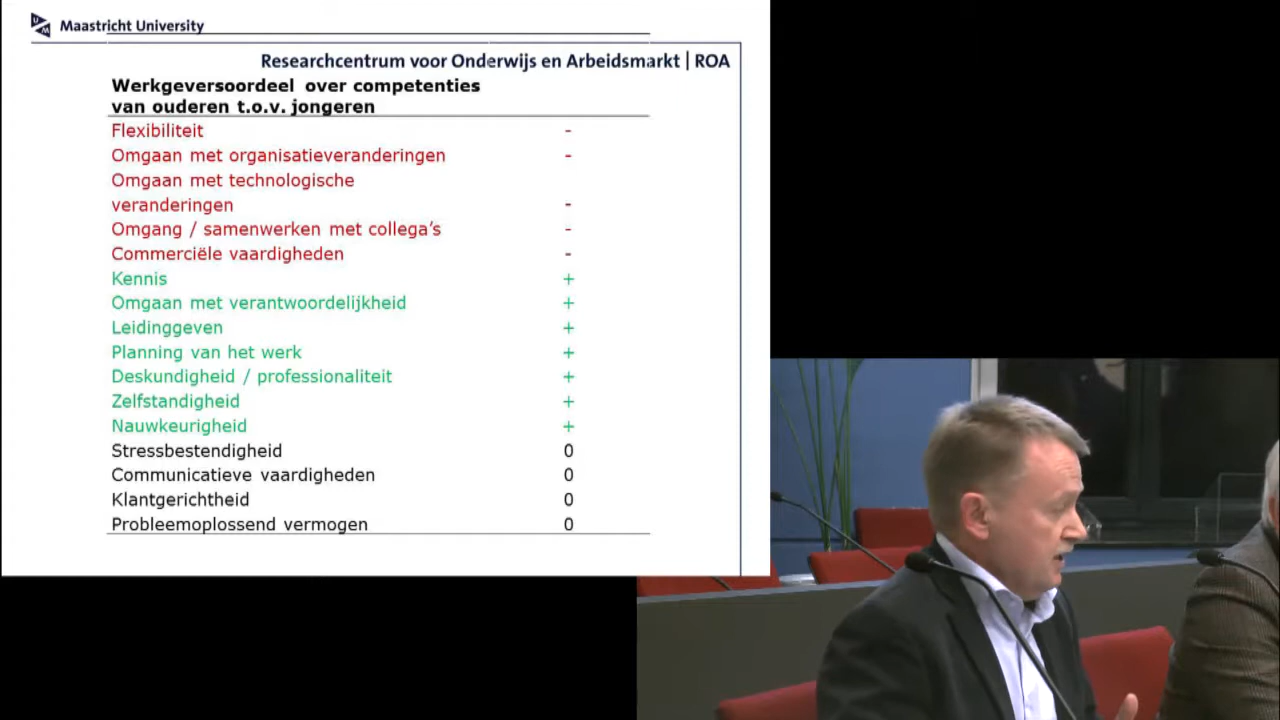 UM Maastricht University
Researchcentrum voor Onderwijs en Arbeidsmarkt | ROA
Werkgeversoordeel over competenties
van ouderen t.o.v. jongeren
Flexibiliteit -
Omgaan met organisatieveranderingen -
Omgaan met technologische
veranderingen -
Omgang / samenwerken met collega's -
Commerciële vaardigheden -
Kennis +
Omgaan met verantwoordelijkheid +
Leidinggeven +
Planning van het werk +
Deskundigheid / professionaliteit +
Zelfstandigheid +
Nauwkeurigheid +
Stressbestendigheid 0
Communicatieve vaardigheden 0
Klantgerichtheid 0
Probleemoplossend vermogen 0